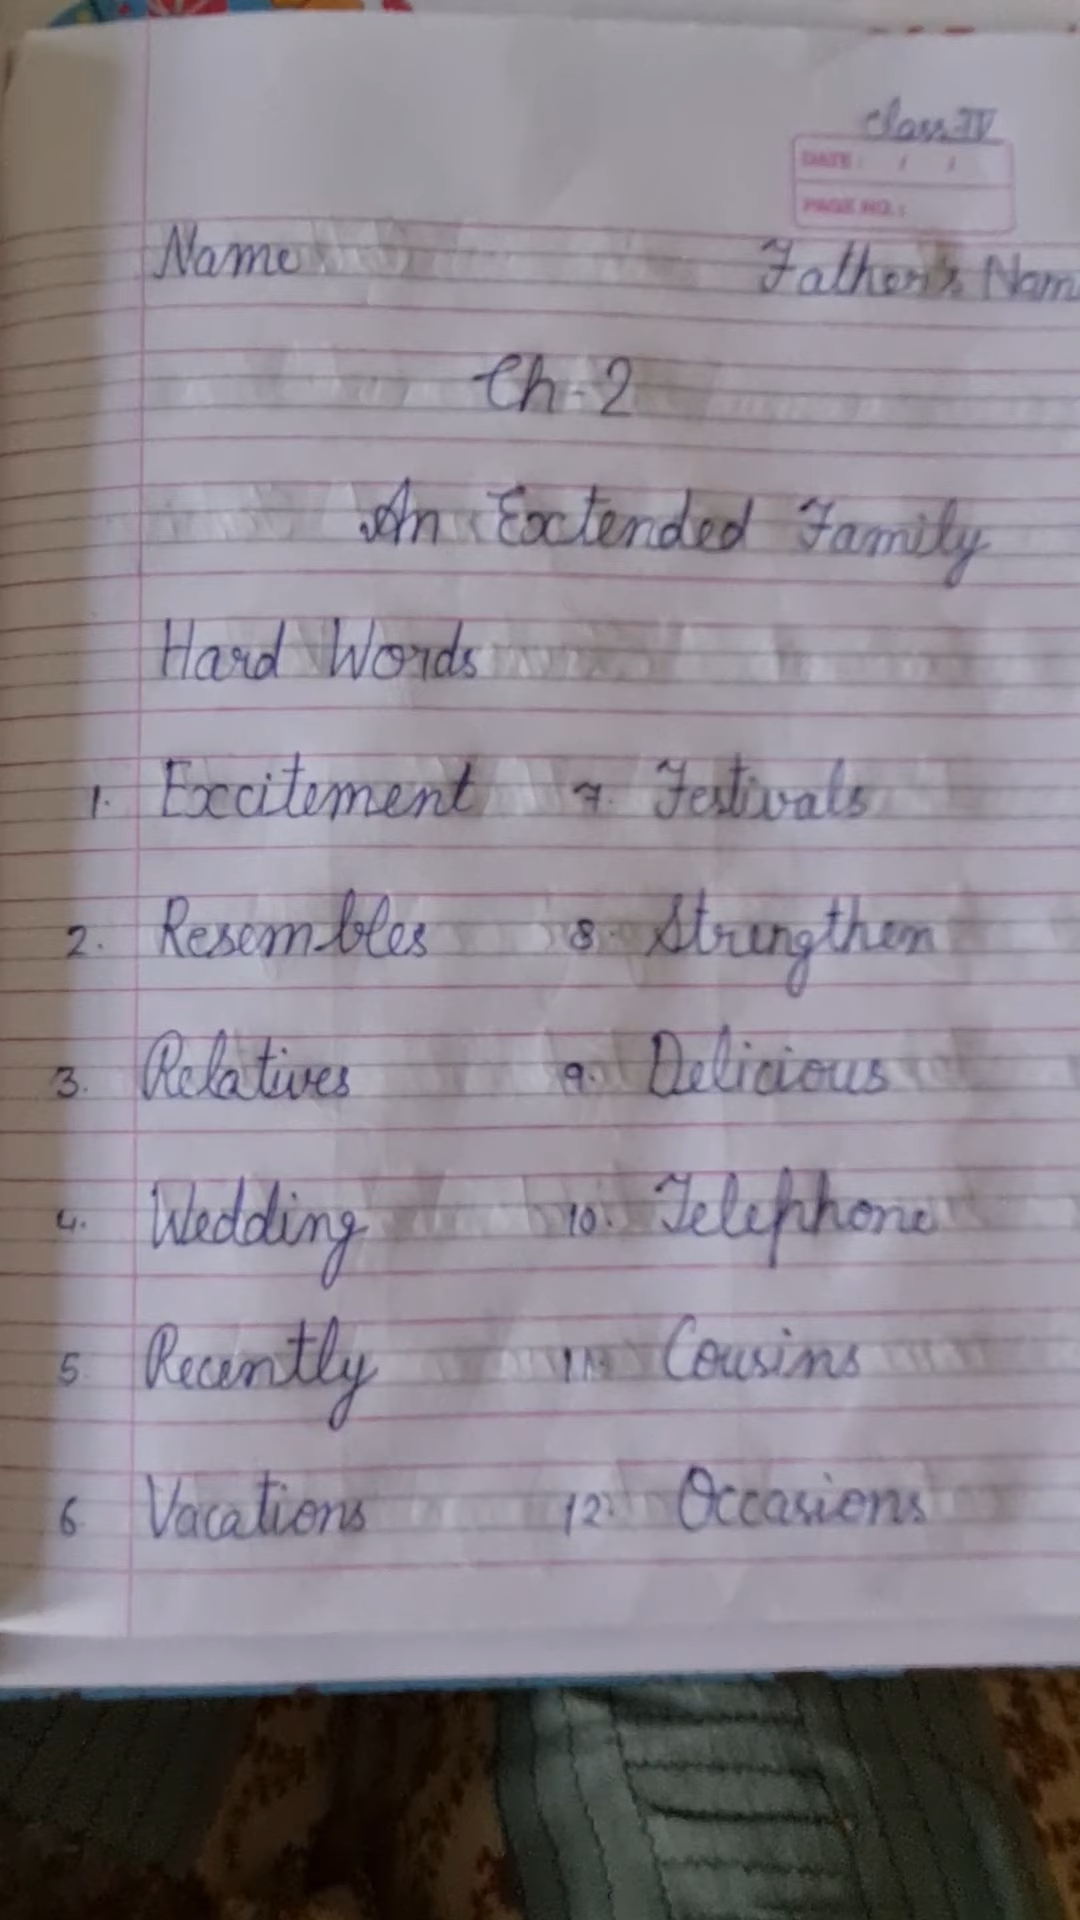 Class IV
DATE: / /
PAGE NO.:
Name Father's Nam
Ch-2
An Extended Family
Hard Words
1. Excitement 7. Festivals
2. Resembles 8. Strengthen
3. Relatives 9. Delicious
4. Wedding 10. Telephone
5. Recently 11. Cousins
6. Vacations 12. Occasions